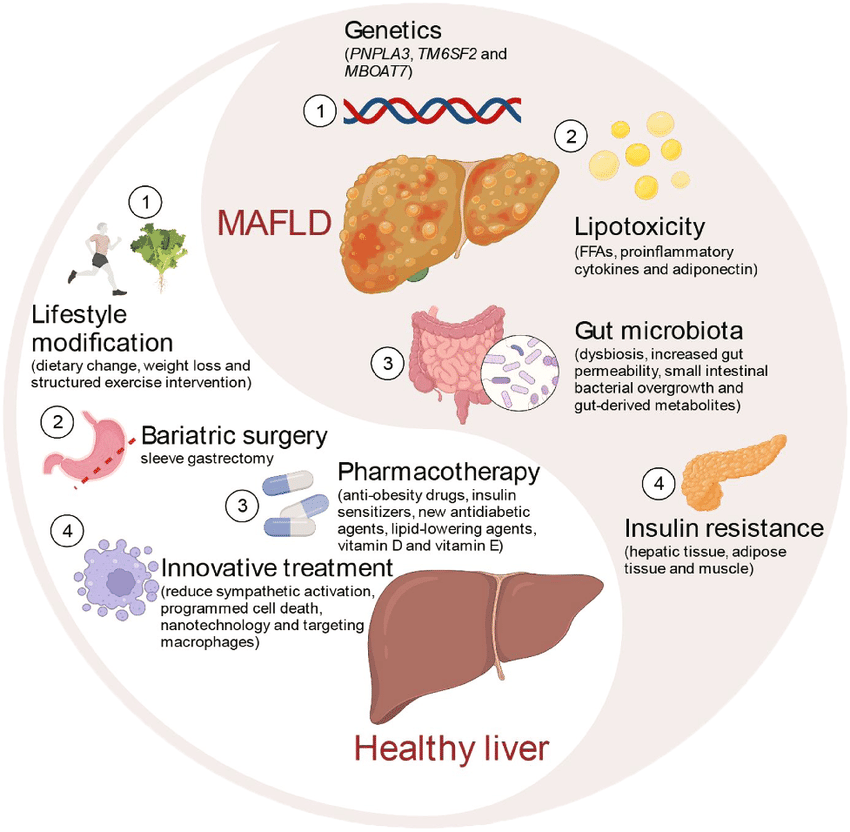 Genetics
(PNPLA3, TM6SF2 and
MBOAT7)
1
2
MAFLD
Lipotoxicity
(FFAs, proinflammatory
cytokines and adiponectin)
3
Gut microbiota
(dysbiosis, increased gut
permeability, small intestinal
bacterial overgrowth and
gut-derived metabolites)
4
Insulin resistance
(hepatic tissue, adipose
tissue and muscle)
1
Lifestyle
modification
(dietary change, weight loss and
structured exercise intervention)
2
Bariatric surgery
sleeve gastrectomy
3
Pharmacotherapy
(anti-obesity drugs, insulin
sensitizers, new antidiabetic
agents, lipid-lowering agents,
vitamin D and vitamin E)
4
Innovative treatment
(reduce sympathetic activation,
programmed cell death,
nanotechnology and targeting
macrophages)
Healthy liver